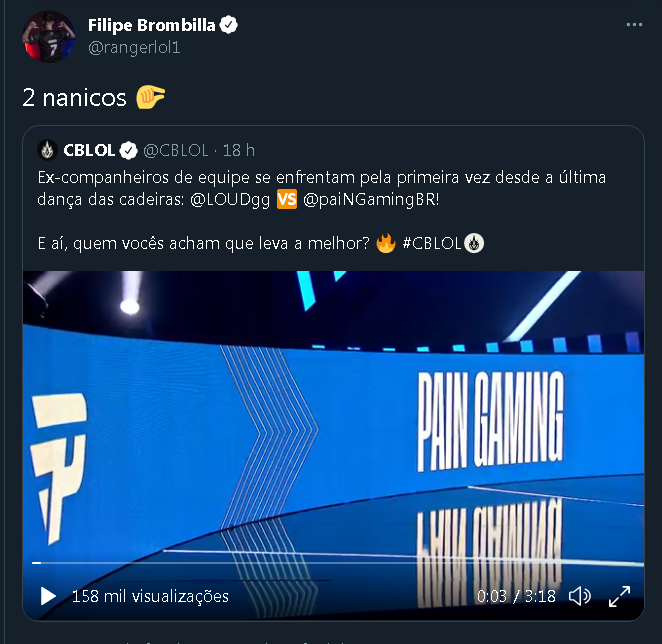 Filipe Brombilla
@rangerlol1
2 nanicos 🤏
CBLOL @CBLOL · 18 h
Ex-companheiros de equipe se enfrentam pela primeira vez desde a última
dança das cadeiras: @LOUDgg 🆚 @paiNGamingBR!
E aí, quem vocês acham que leva a melhor? 🔥 #CBLOL
PAIN GAMING
158 mil visualizações
0:03 / 3:18